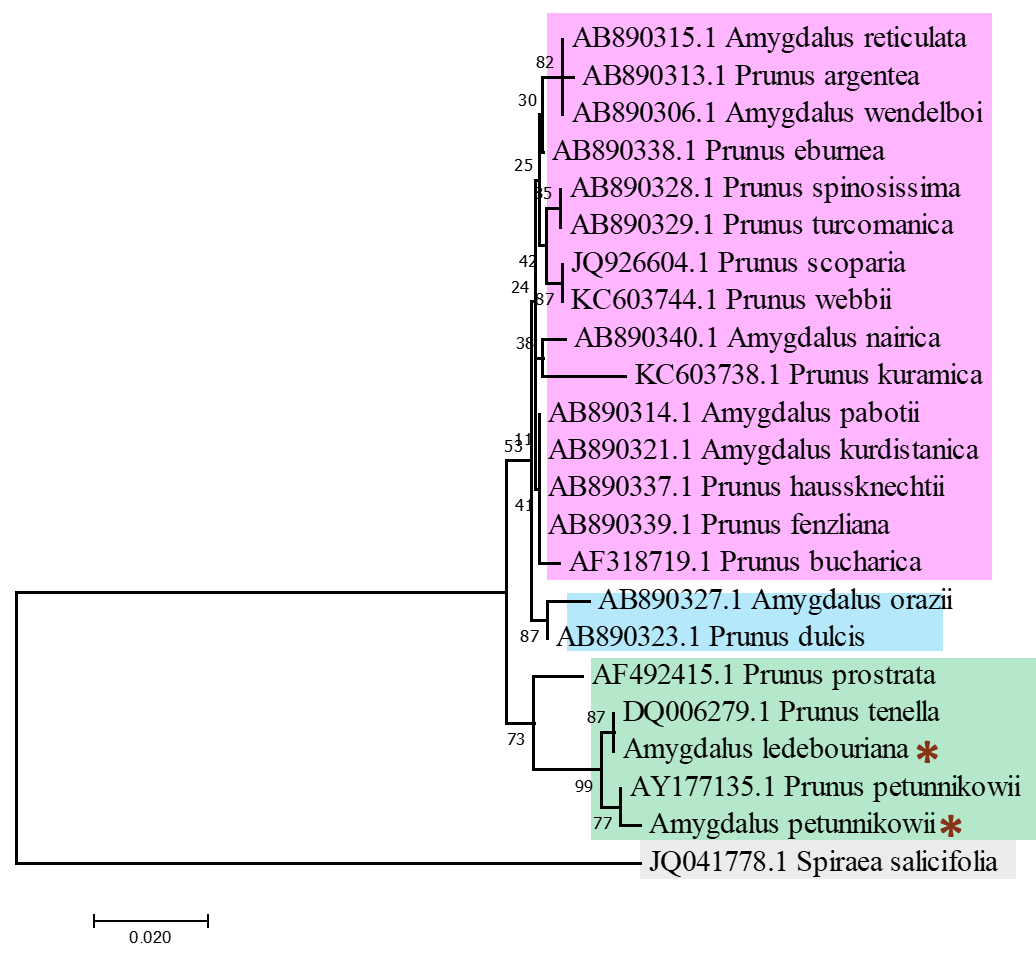 AB890315.1 Amygdalus reticulata
82
AB890313.1 Prunus argentea
30
AB890306.1 Amygdalus wendelboi
AB890338.1 Prunus eburnea
25
35
AB890328.1 Prunus spinosissima
AB890329.1 Prunus turcomanica
42
JQ926604.1 Prunus scoparia
24
87
KC603744.1 Prunus webbii
38
AB890340.1 Amygdalus nairica
KC603738.1 Prunus kuramica
AB890314.1 Amygdalus pabotii
11
53
AB890321.1 Amygdalus kurdistanica
AB890337.1 Prunus haussknechtii
41
AB890339.1 Prunus fenzliana
AF318719.1 Prunus bucharica
AB890327.1 Amygdalus orazii
87
AB890323.1 Prunus dulcis
AF492415.1 Prunus prostrata
87
DQ006279.1 Prunus tenella
73
Amygdalus ledebouriana *
99
AY177135.1 Prunus petunnikowii
77
Amygdalus petunnikowii *
JQ041778.1 Spiraea salicifolia
0.020